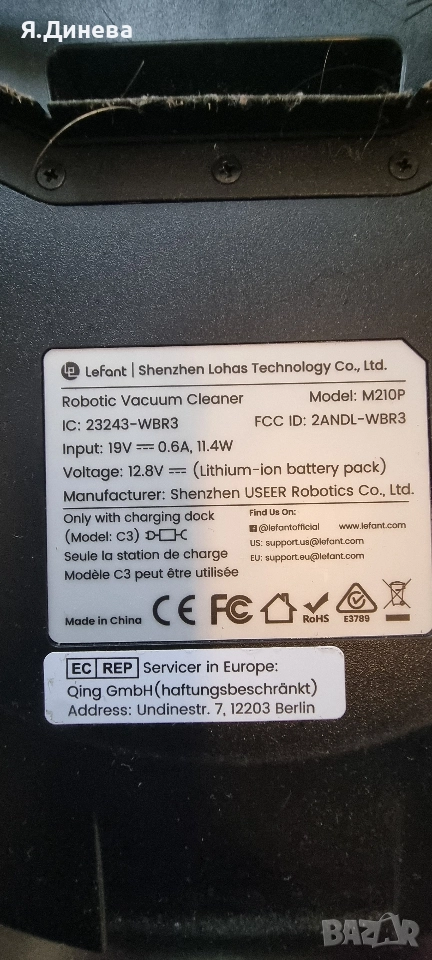 Я.Динева
Lefant | Shenzhen Lohas Technology Co., Ltd.
Robotic Vacuum Cleaner Model: M210P
IC: 23243-WBR3 FCC ID: 2ANDL-WBR3
Input: 19V ⎓ 0.6A, 11.4W
Voltage: 12.8V ⎓ (Lithium-ion battery pack)
Manufacturer: Shenzhen USEER Robotics Co., Ltd.
Only with charging dock
(Model: C3)
Seule la station de charge
Modèle C3 peut être utilisée
Find Us On:
@lefantofficial www.lefant.com
US: support.us@lefant.com
EU: support.eu@lefant.com
Made in China CE FC RoHS E3789
EC REP Servicer in Europe:
Qing GmbH(haftungsbeschränkt)
Address: Undinestr. 7, 12203 Berlin
BAZAR